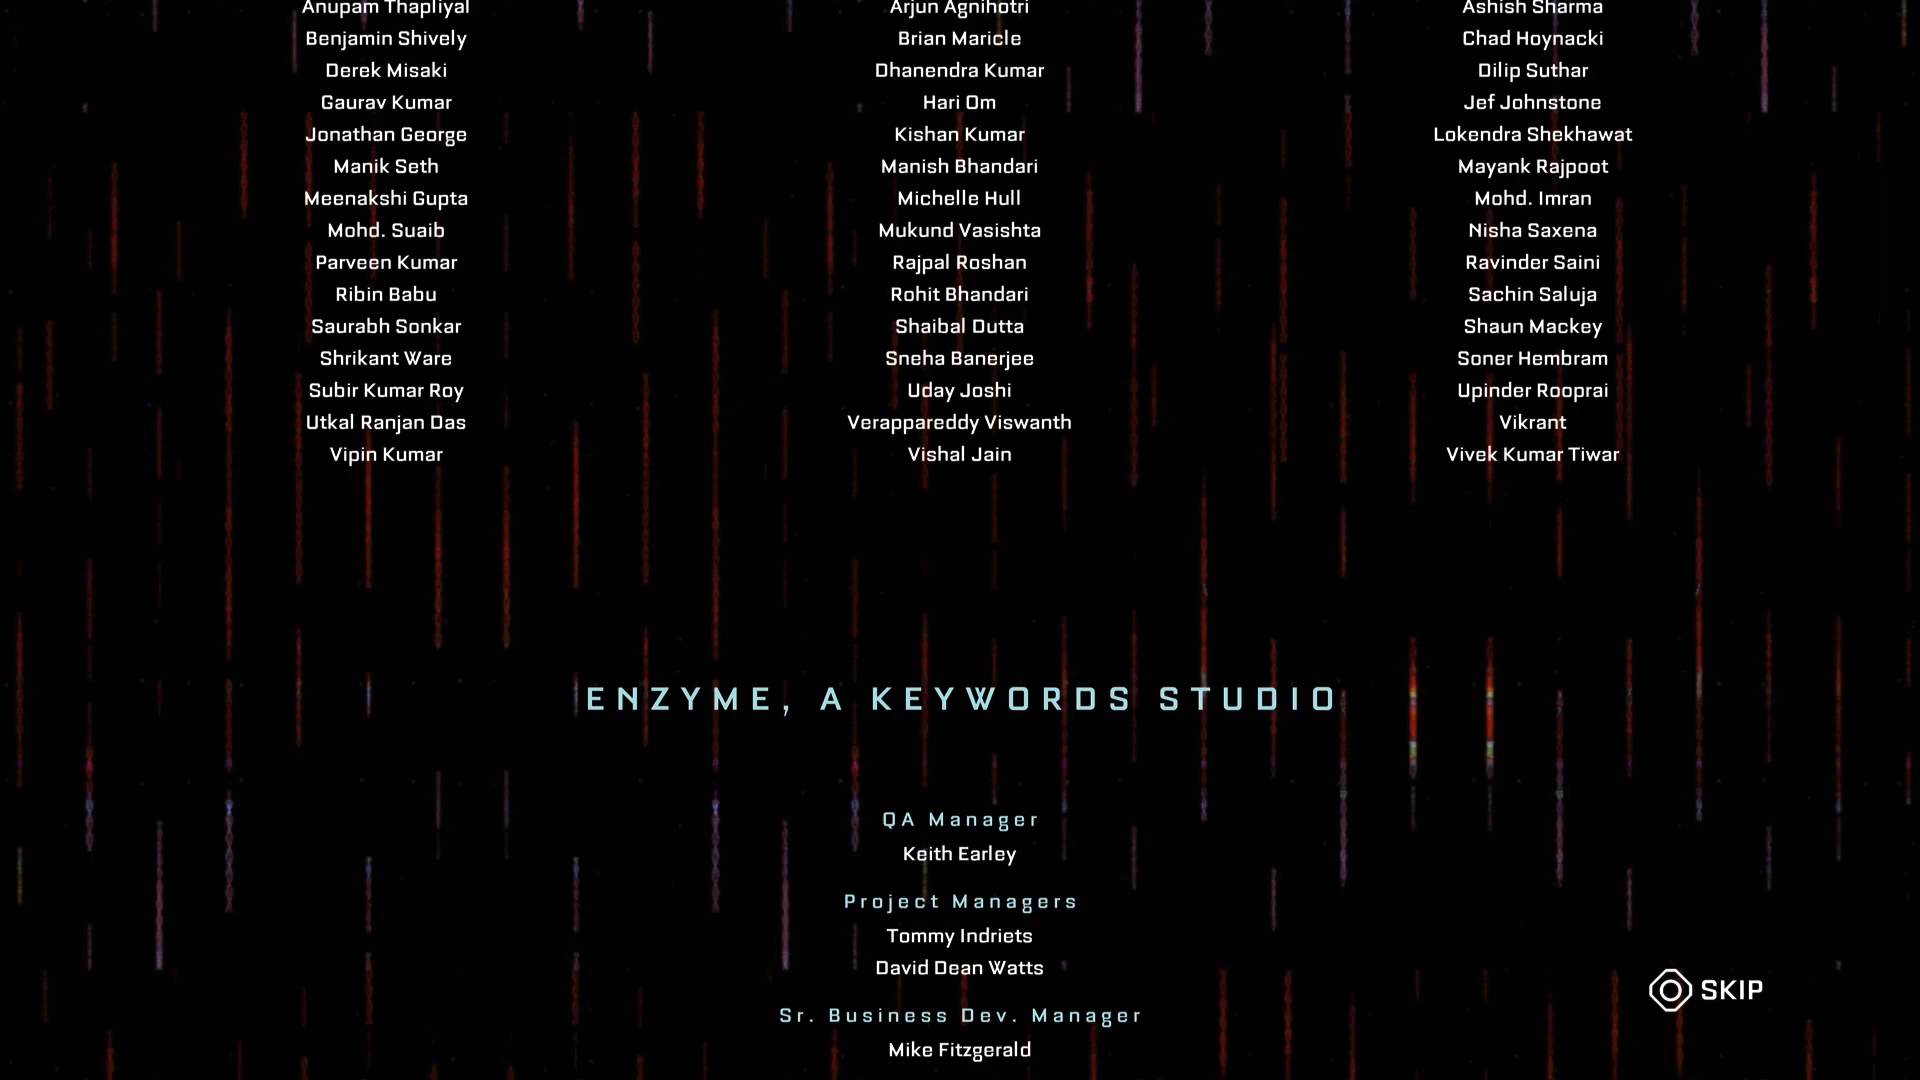 Anupam Thapliyal Arjun Agnihotri Ashish Sharma
Benjamin Shively Brian Maricle Chad Hoynacki
Derek Misaki Dhanendra Kumar Dilip Suthar
Gaurav Kumar Hari Om Jef Johnstone
Jonathan George Kishan Kumar Lokendra Shekhawat
Manik Seth Manish Bhandari Mayank Rajpoot
Meenakshi Gupta Michelle Hull Mohd. Imran
Mohd. Suaib Mukund Vasishta Nisha Saxena
Parveen Kumar Rajpal Roshan Ravinder Saini
Ribin Babu Rohit Bhandari Sachin Saluja
Saurabh Sonkar Shaibal Dutta Shaun Mackey
Shrikant Ware Sneha Banerjee Soner Hembram
Subir Kumar Roy Uday Joshi Upinder Rooprai
Utkal Ranjan Das Verappareddy Viswanth Vikrant
Vipin Kumar Vishal Jain Vivek Kumar Tiwar
ENZYME, A KEYWORDS STUDIO
QA Manager
Keith Earley
Project Managers
Tommy Indriets
David Dean Watts
Sr. Business Dev. Manager
Mike Fitzgerald
SKIP